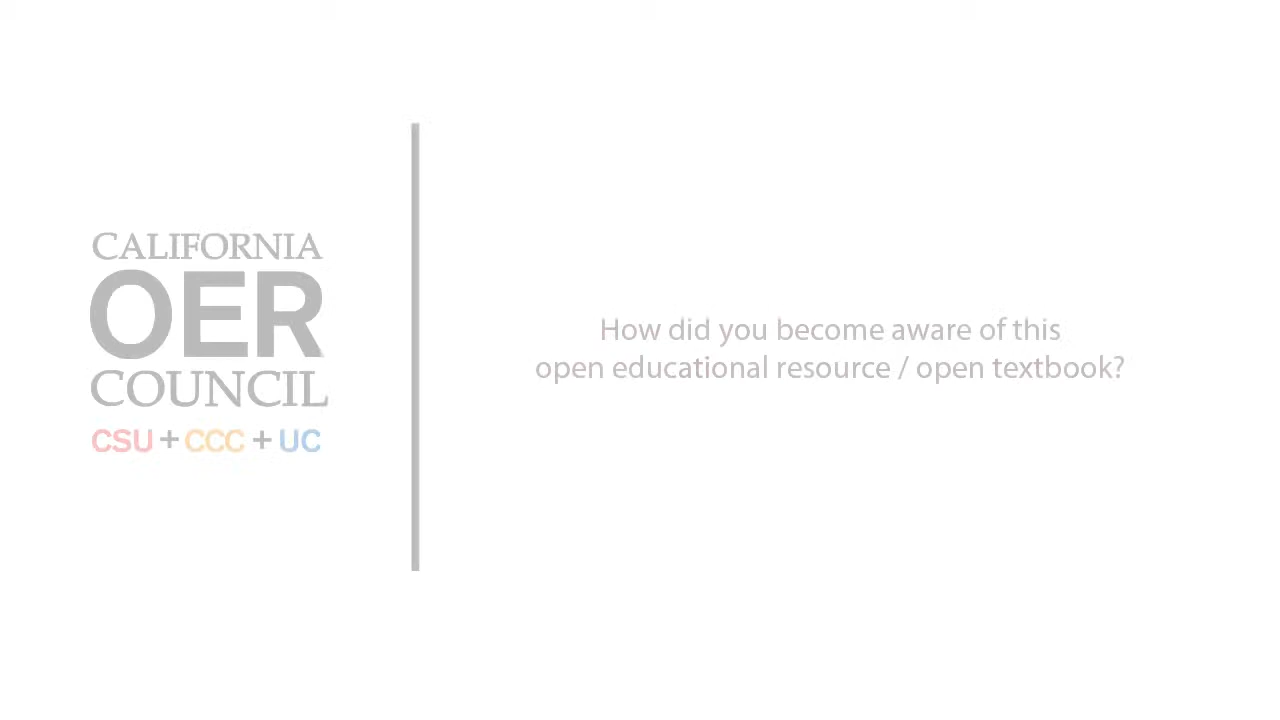 CALIFORNIA
OER
COUNCIL
CSU + CCC + UC
How did you become aware of this
open educational resource / open textbook?